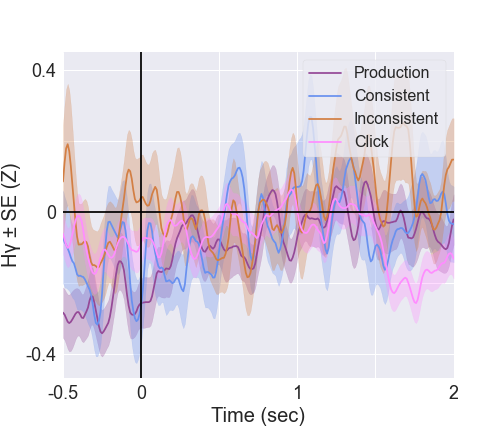 Production
Consistent
Inconsistent
Click
Hγ ± SE (Z)
0.4
0
-0.4
-0.5
0
1
2
Time (sec)